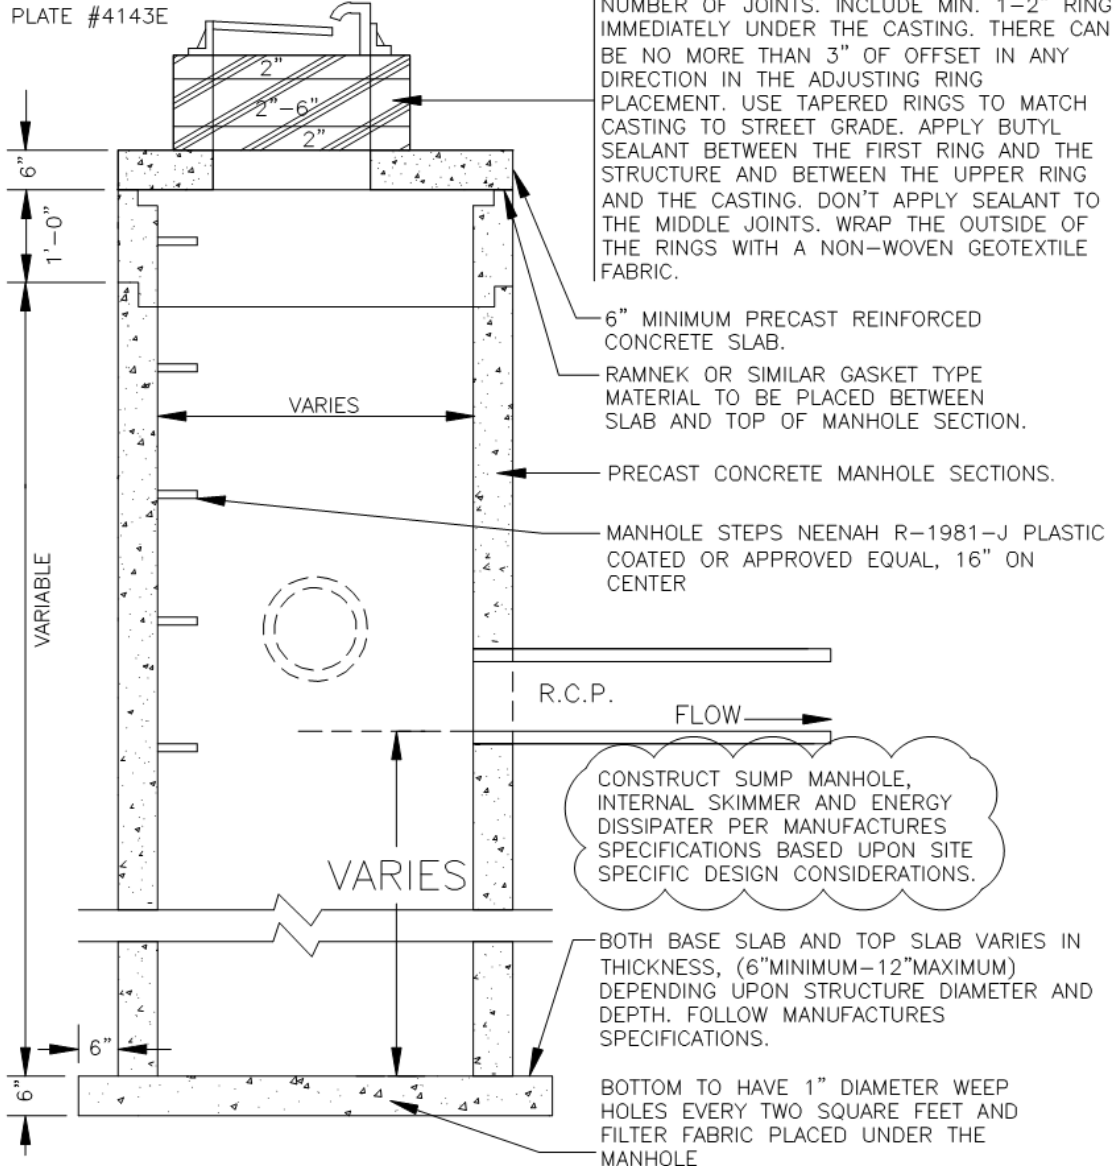 PLATE #4143E
NUMBER OF JOINTS. INCLUDE MIN. 1-2" RING
IMMEDIATELY UNDER THE CASTING. THERE CAN
BE NO MORE THAN 3" OF OFFSET IN ANY
DIRECTION IN THE ADJUSTING RING
PLACEMENT. USE TAPERED RINGS TO MATCH
CASTING TO STREET GRADE. APPLY BUTYL
SEALANT BETWEEN THE FIRST RING AND THE
STRUCTURE AND BETWEEN THE UPPER RING
AND THE CASTING. DON'T APPLY SEALANT TO
THE MIDDLE JOINTS. WRAP THE OUTSIDE OF
THE RINGS WITH A NON-WOVEN GEOTEXTILE
FABRIC.
2"
2"-6"
2"
6"
1'-0"
6" MINIMUM PRECAST REINFORCED
CONCRETE SLAB.
RAMNEK OR SIMILAR GASKET TYPE
MATERIAL TO BE PLACED BETWEEN
SLAB AND TOP OF MANHOLE SECTION.
VARIES
PRECAST CONCRETE MANHOLE SECTIONS.
MANHOLE STEPS NEENAH R-1981-J PLASTIC
COATED OR APPROVED EQUAL, 16" ON
CENTER
VARIABLE
R.C.P.
FLOW
CONSTRUCT SUMP MANHOLE,
INTERNAL SKIMMER AND ENERGY
DISSIPATER PER MANUFACTURES
SPECIFICATIONS BASED UPON SITE
SPECIFIC DESIGN CONSIDERATIONS.
VARIES
BOTH BASE SLAB AND TOP SLAB VARIES IN
THICKNESS, (6"MINIMUM-12"MAXIMUM)
DEPENDING UPON STRUCTURE DIAMETER AND
DEPTH. FOLLOW MANUFACTURES
SPECIFICATIONS.
6"
6"
BOTTOM TO HAVE 1" DIAMETER WEEP
HOLES EVERY TWO SQUARE FEET AND
FILTER FABRIC PLACED UNDER THE
MANHOLE